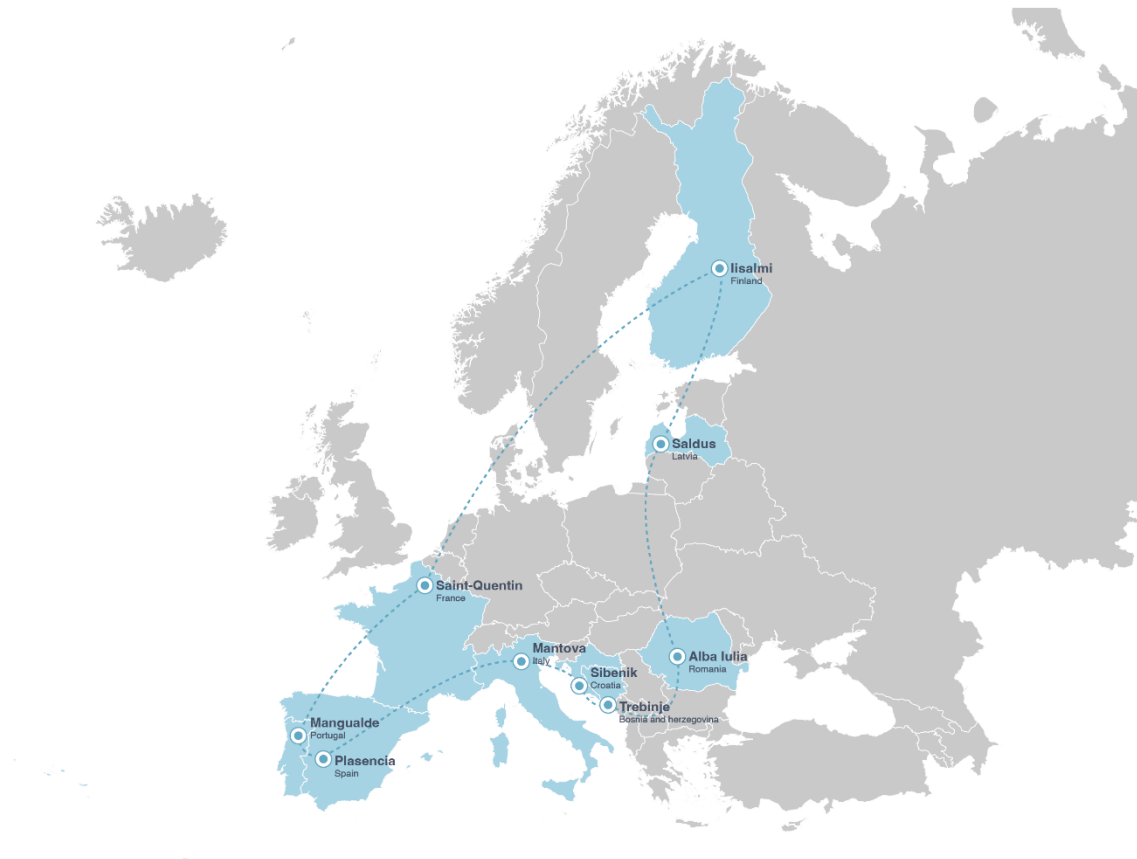 Iisalmi
Finland
Saldus
Latvia
Saint-Quentin
France
Mantova
Italy
Alba Iulia
Romania
Sibenik
Croatia
Trebinje
Bosnia and herzegovina
Mangualde
Portugal
Plasencia
Spain